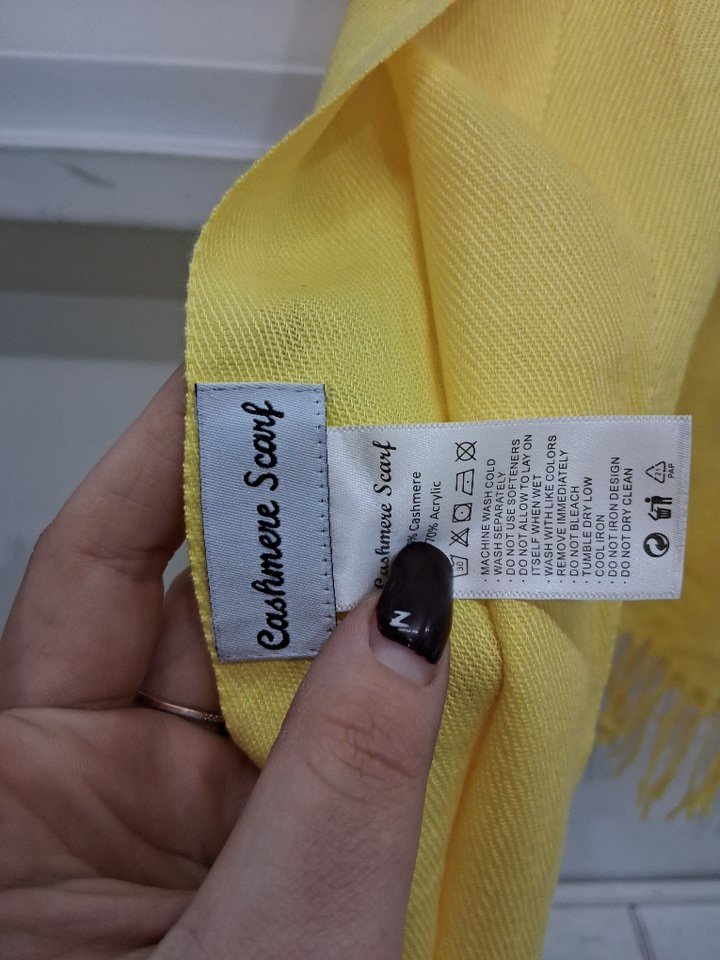 Cashmere Scarf
Cashmere Scarf
% Cashmere
70% Acrylic
30
· MACHINE WASH COLD
· WASH SEPARATELY
· DO NOT USE SOFTENERS
· DO NOT ALLOW TO LAY ON
ITSELF WHEN WET
· WASH WITH LIKE COLORS
· REMOVE IMMEDIATELY
· DO NOT BLEACH
· TUMBLE DRY LOW
· COOL IRON
· DO NOT IRON DESIGN
· DO NOT DRY CLEAN
21
PAP
N